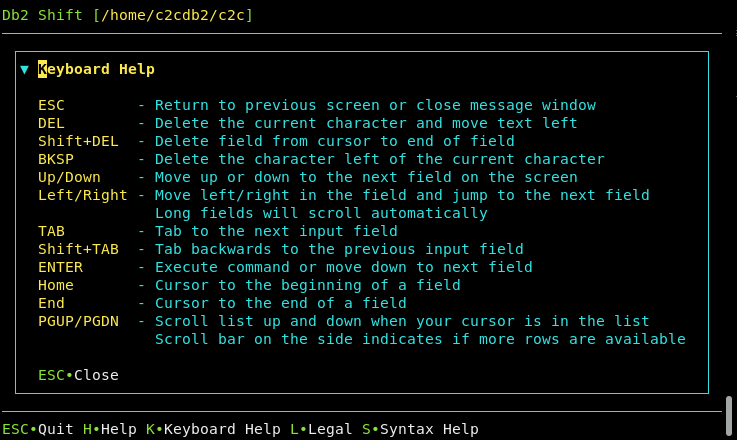 Db2 Shift [/home/c2cdb2/c2c]
▼ Keyboard Help
ESC - Return to previous screen or close message window
DEL - Delete the current character and move text left
Shift+DEL - Delete field from cursor to end of field
BKSP - Delete the character left of the current character
Up/Down - Move up or down to the next field on the screen
Left/Right - Move left/right in the field and jump to the next field
Long fields will scroll automatically
TAB - Tab to the next input field
Shift+TAB - Tab backwards to the previous input field
ENTER - Execute command or move down to next field
Home - Cursor to the beginning of a field
End - Cursor to the end of a field
PGUP/PGDN - Scroll list up and down when your cursor is in the list
Scroll bar on the side indicates if more rows are available
ESC•Close
ESC•Quit H•Help K•Keyboard Help L•Legal S•Syntax Help